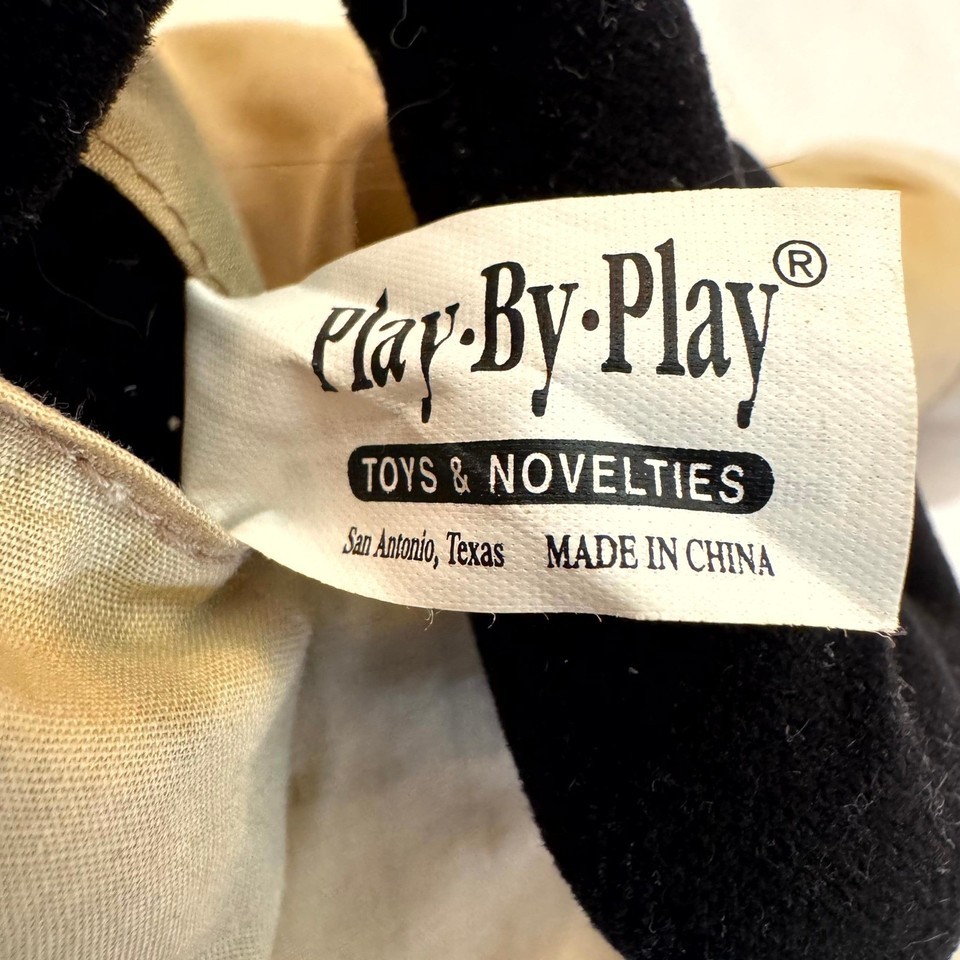 Play·By·Play®
TOYS & NOVELTIES
San Antonio, Texas MADE IN CHINA